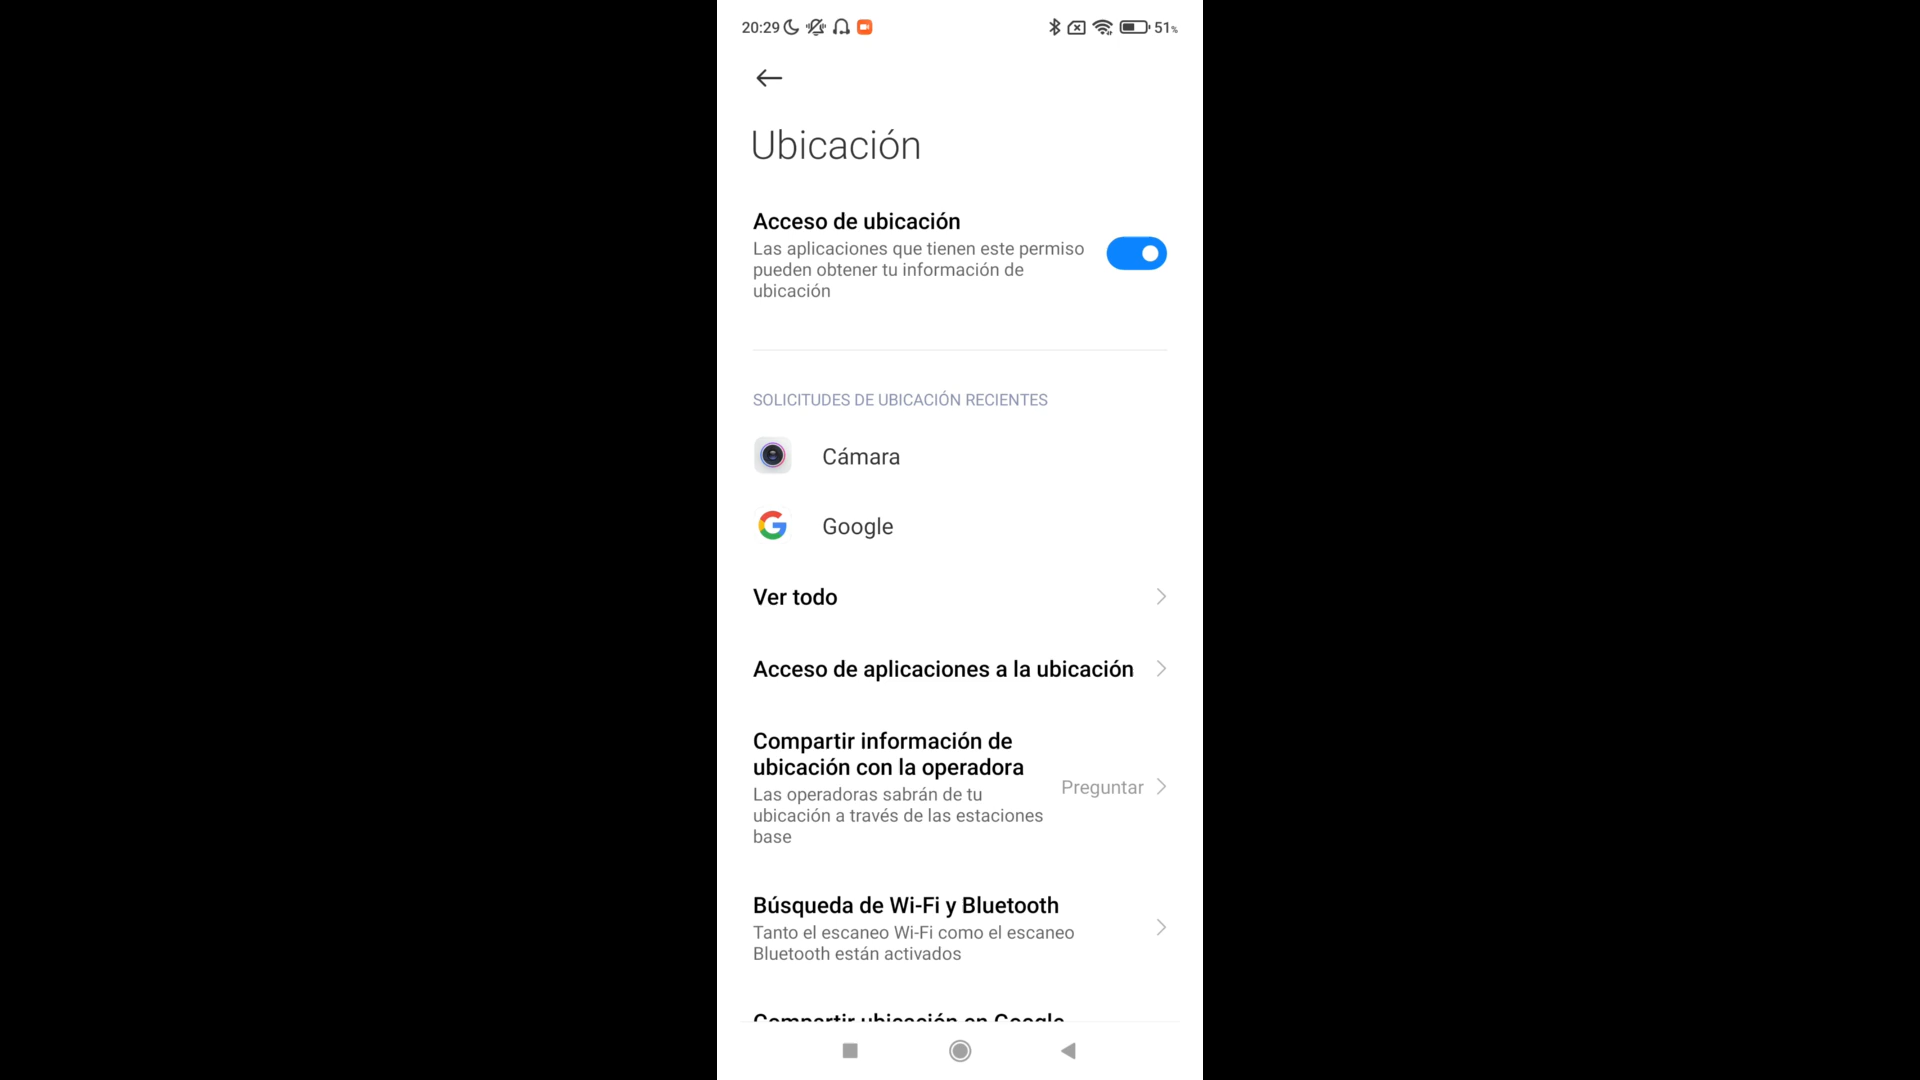 20:29
51%
Ubicación
Acceso de ubicación
Las aplicaciones que tienen este permiso
pueden obtener tu información de
ubicación
SOLICITUDES DE UBICACIÓN RECIENTES
Cámara
Google
Ver todo
Acceso de aplicaciones a la ubicación
Compartir información de
ubicación con la operadora
Las operadoras sabrán de tu
ubicación a través de las estaciones
base
Preguntar
Búsqueda de Wi-Fi y Bluetooth
Tanto el escaneo Wi-Fi como el escaneo
Bluetooth están activados
Compartir ubicación en Google